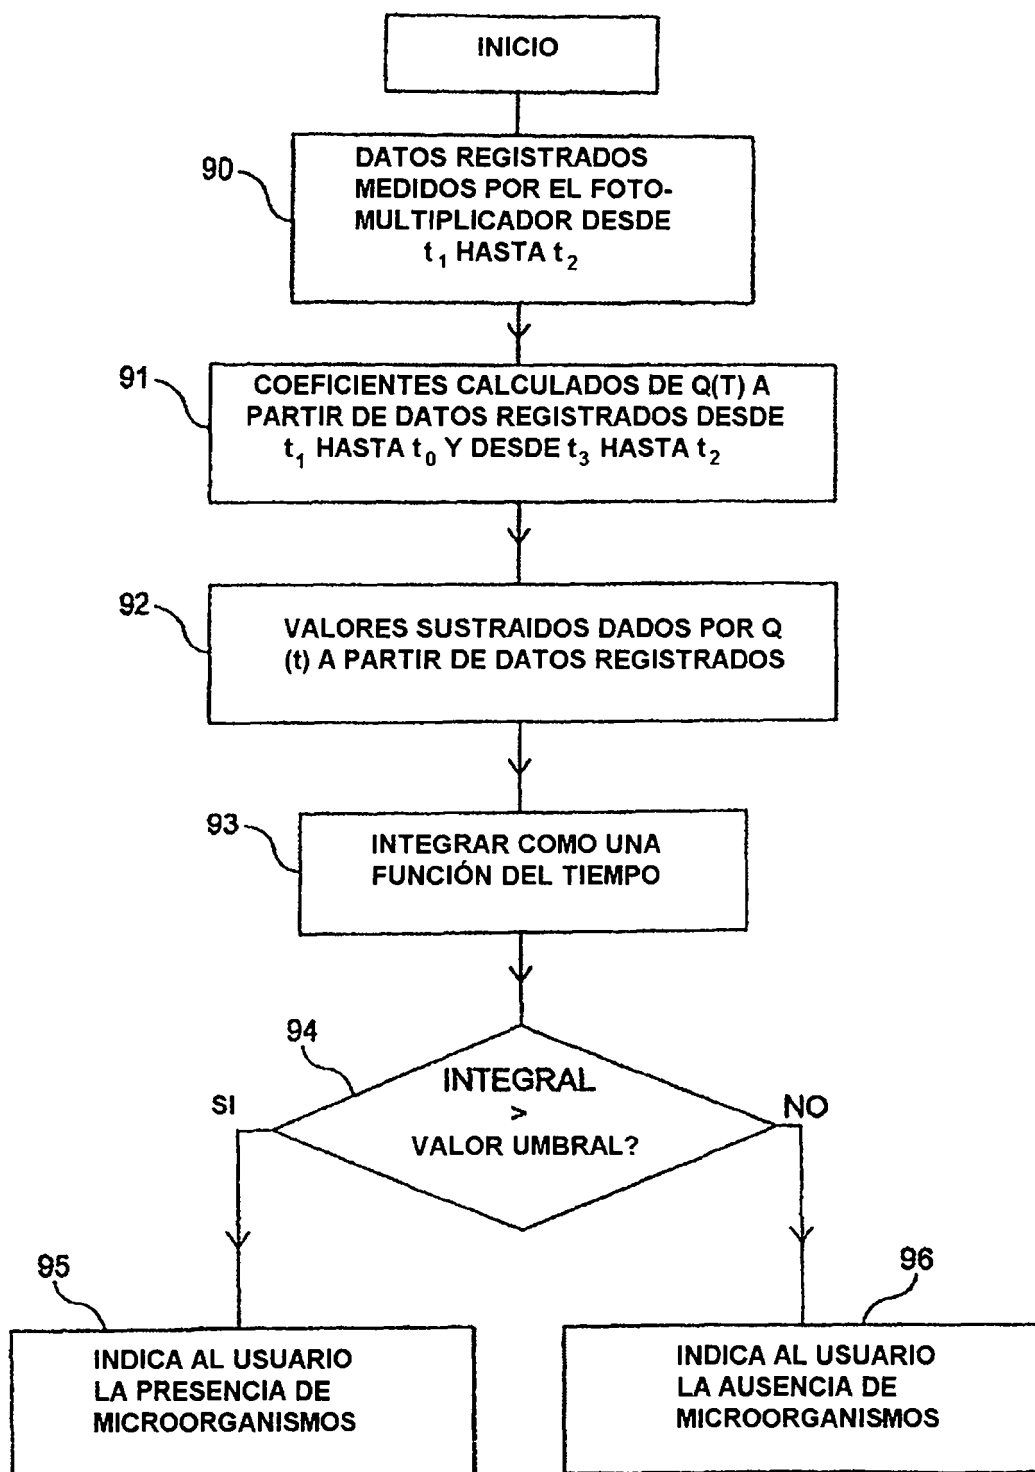 INICIO
90
DATOS REGISTRADOS
MEDIDOS POR EL FOTO-
MULTIPLICADOR DESDE
t₁ HASTA t₂
91
COEFICIENTES CALCULADOS DE Q(T) A
PARTIR DE DATOS REGISTRADOS DESDE
t₁ HASTA t₀ Y DESDE t₃ HASTA t₂
92
VALORES SUSTRAIDOS DADOS POR Q
(t) A PARTIR DE DATOS REGISTRADOS
93
INTEGRAR COMO UNA
FUNCIÓN DEL TIEMPO
94
INTEGRAL
>
VALOR UMBRAL?
SI
NO
95
INDICA AL USUARIO
LA PRESENCIA DE
MICROORGANISMOS
96
INDICA AL USUARIO
LA AUSENCIA DE
MICROORGANISMOS